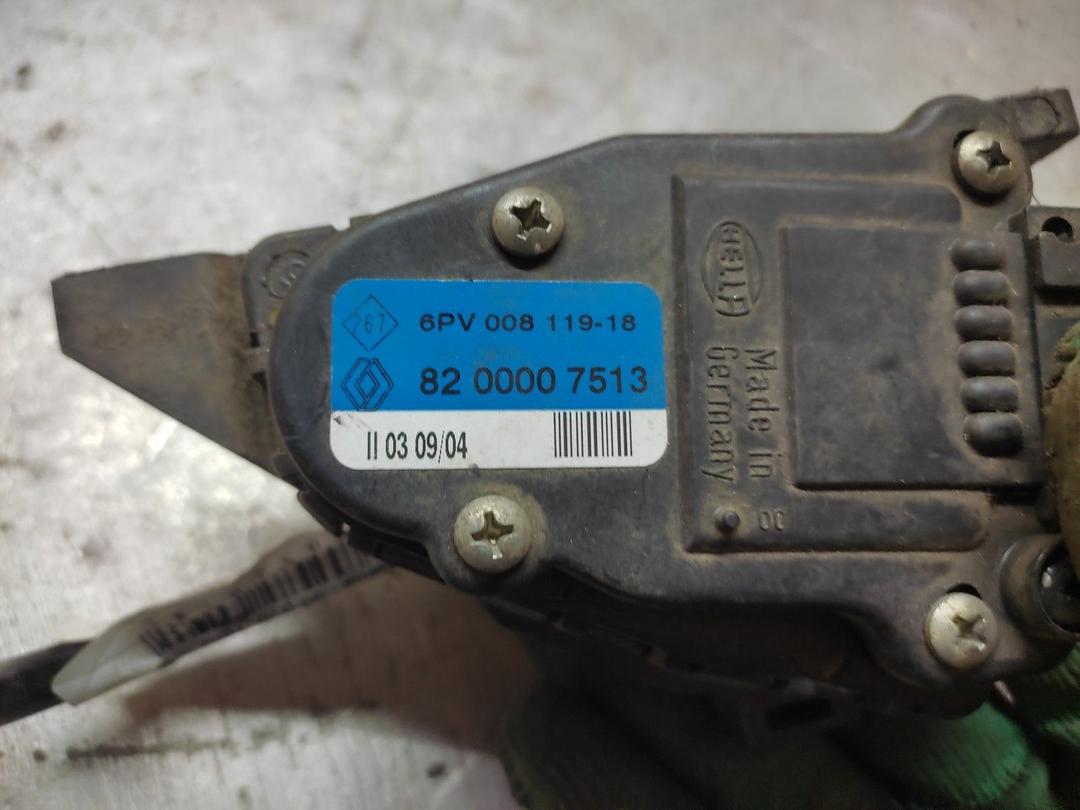 267
6PV 008 119-18
82 0000 7513
II 03 09/04
HELLA
Made in
Germany